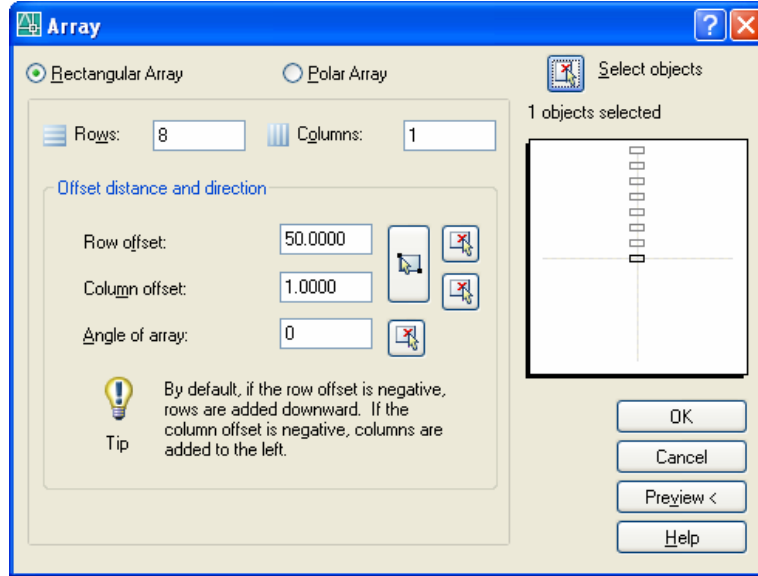 Array
Rectangular Array Polar Array Select objects
1 objects selected
Rows: 8 Columns: 1
Offset distance and direction
Row offset: 50.0000
Column offset: 1.0000
Angle of array: 0
By default, if the row offset is negative,
rows are added downward. If the
column offset is negative, columns are
added to the left.
Tip
OK
Cancel
Preview <
Help